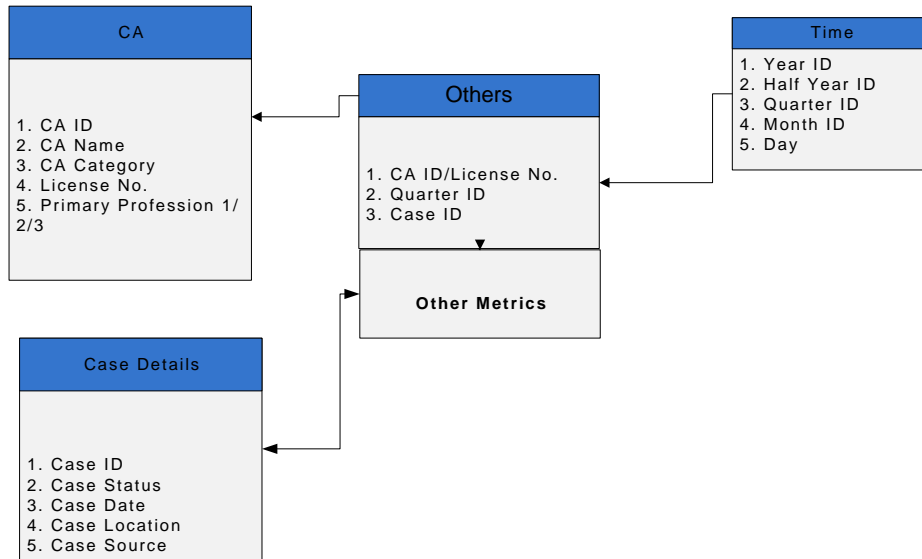 CA
1. CA ID
2. CA Name
3. CA Category
4. License No.
5. Primary Profession 1/
2/3
Others
1. CA ID/License No.
2. Quarter ID
3. Case ID
Other Metrics
Time
1. Year ID
2. Half Year ID
3. Quarter ID
4. Month ID
5. Day
Case Details
1. Case ID
2. Case Status
3. Case Date
4. Case Location
5. Case Source